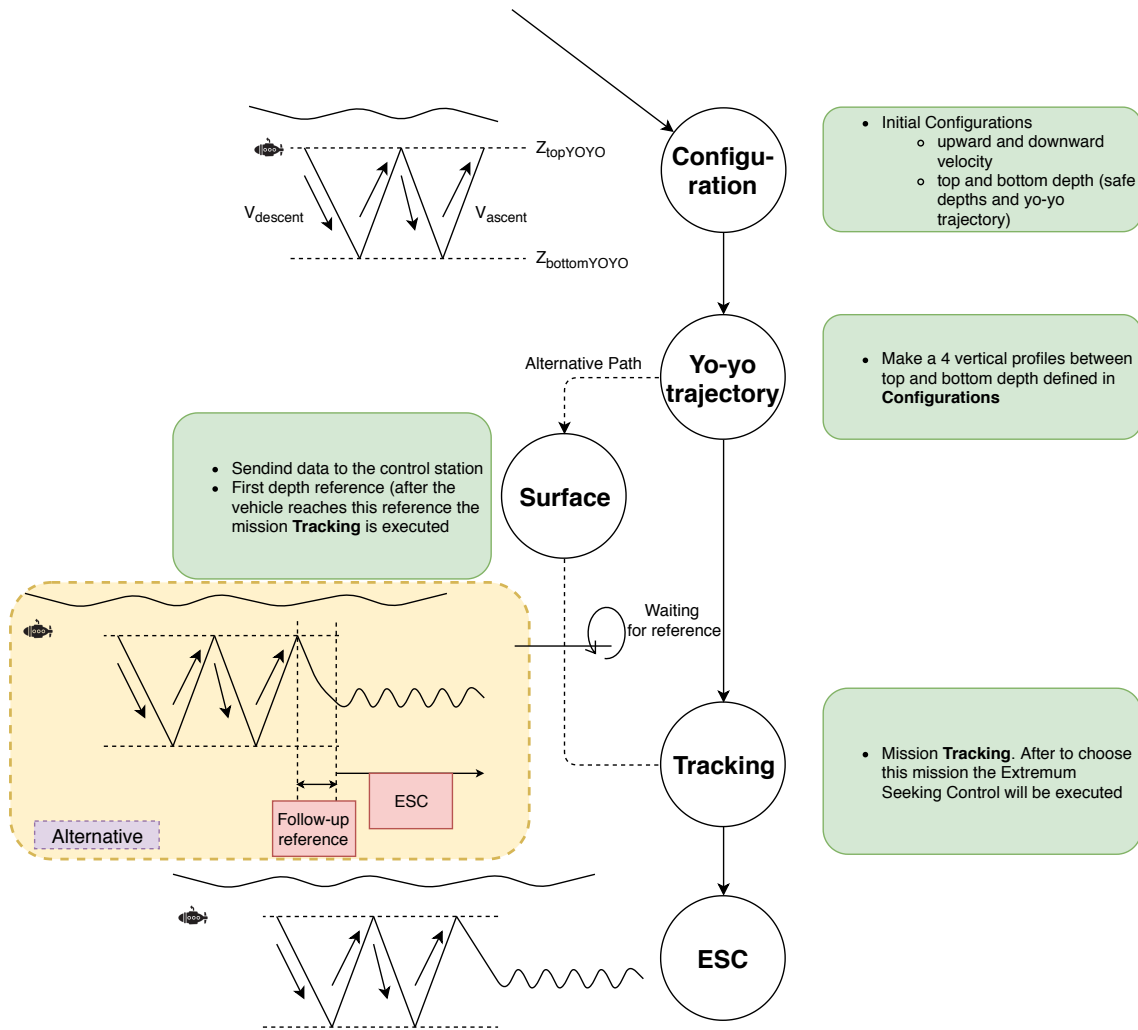 Configu-
ration
• Initial Configurations
○ upward and downward
velocity
○ top and bottom depth (safe
depths and yo-yo
trajectory)
ZtopYOYO
Vdescent
Vascent
ZbottomYOYO
Alternative Path
Yo-yo
trajectory
• Make a 4 vertical profiles between
top and bottom depth defined in
Configurations
• Sendind data to the control station
• First depth reference (after the
vehicle reaches this reference the
mission Tracking is executed
Surface
Waiting
for reference
Tracking
• Mission Tracking. After to choose
this mission the Extremum
Seeking Control will be executed
ESC
Follow-up
reference
Alternative
ESC